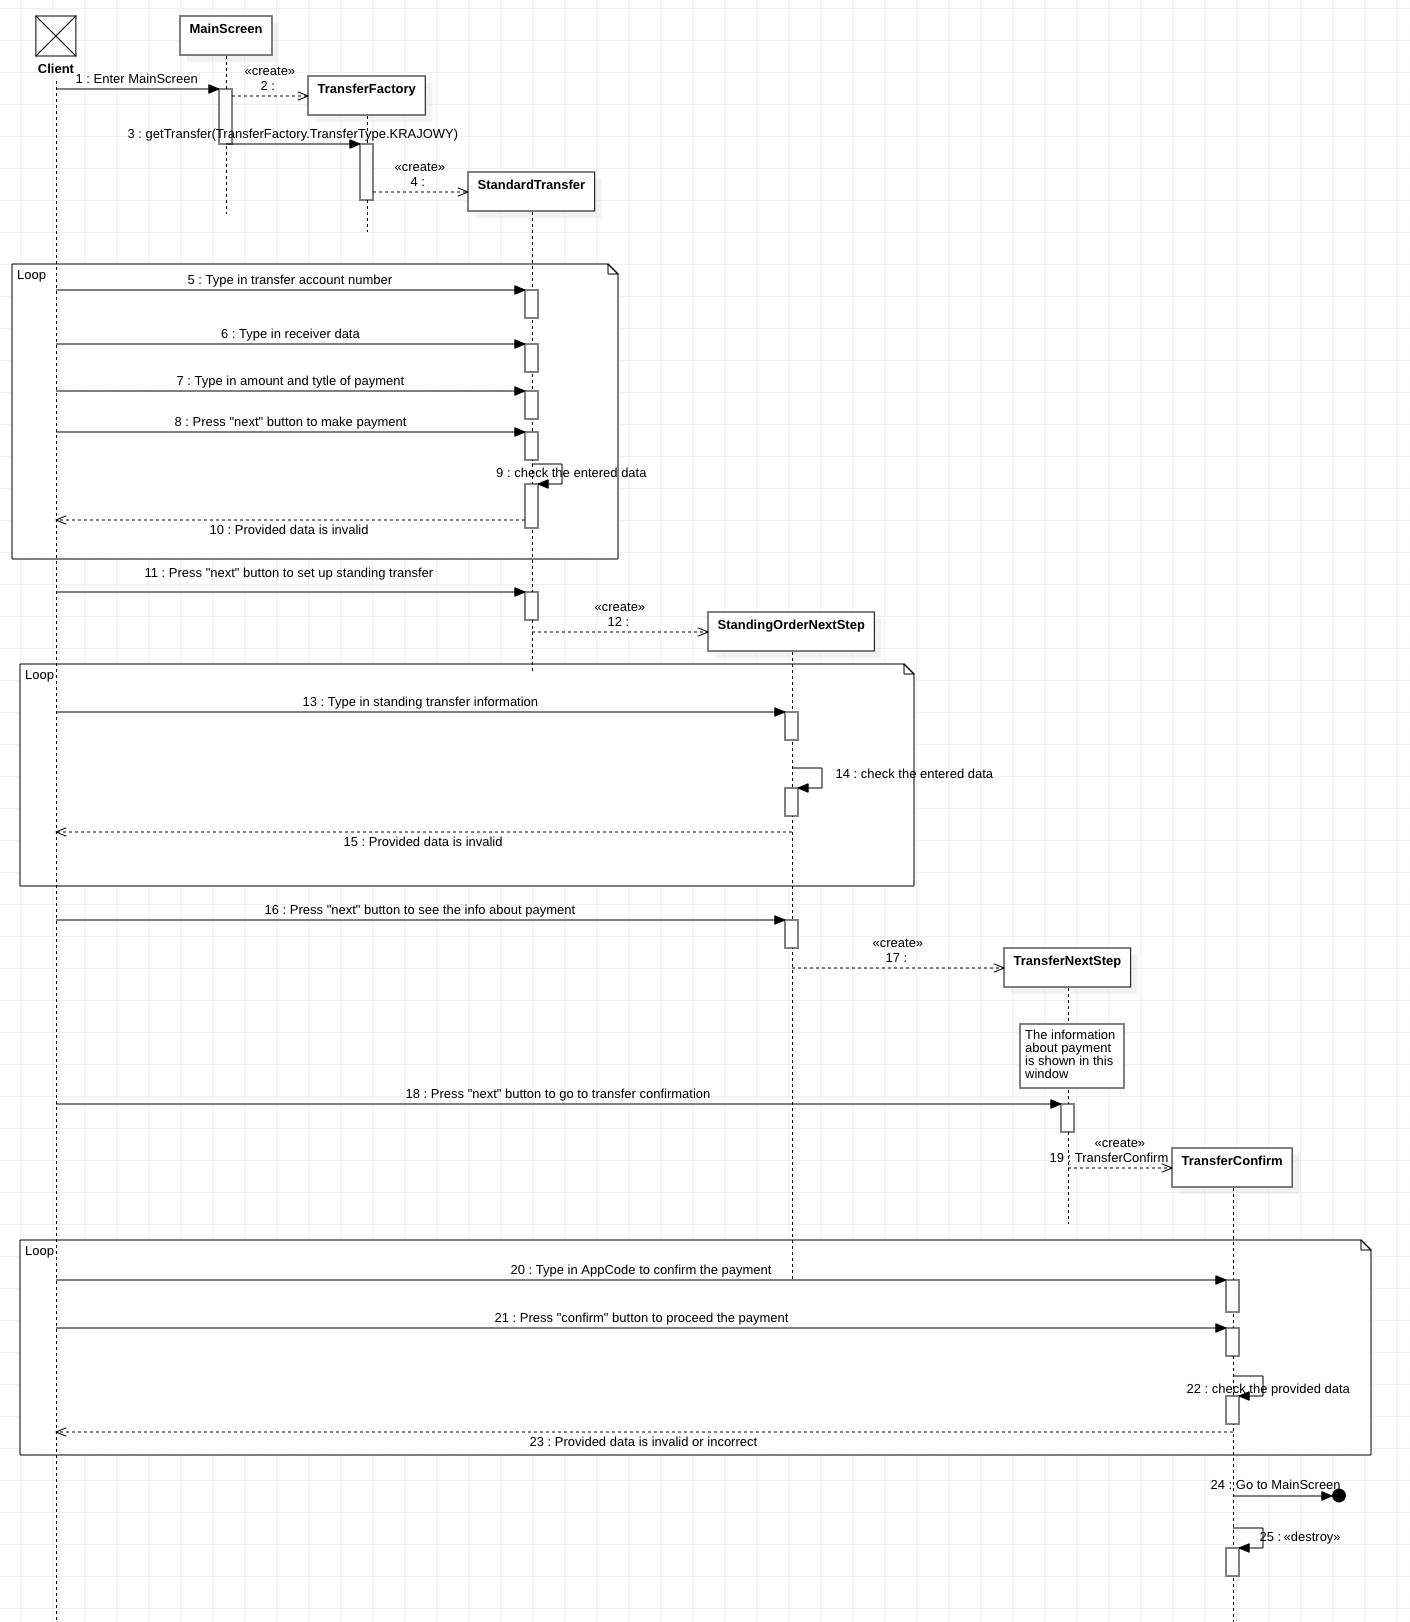 MainScreen
Client
1 : Enter MainScreen
«create»
2 :
TransferFactory
3 : getTransfer(TransferFactory.TransferType.KRAJOWY)
«create»
4 :
StandardTransfer
Loop
5 : Type in transfer account number
6 : Type in receiver data
7 : Type in amount and tytle of payment
8 : Press "next" button to make payment
9 : check the entered data
10 : Provided data is invalid
11 : Press "next" button to set up standing transfer
«create»
12 :
StandingOrderNextStep
Loop
13 : Type in standing transfer information
14 : check the entered data
15 : Provided data is invalid
16 : Press "next" button to see the info about payment
«create»
17 :
TransferNextStep
The information
about payment
is shown in this
window
18 : Press "next" button to go to transfer confirmation
«create»
19 : TransferConfirm
TransferConfirm
Loop
20 : Type in AppCode to confirm the payment
21 : Press "confirm" button to proceed the payment
22 : check the provided data
23 : Provided data is invalid or incorrect
24 : Go to MainScreen
25 : «destroy»